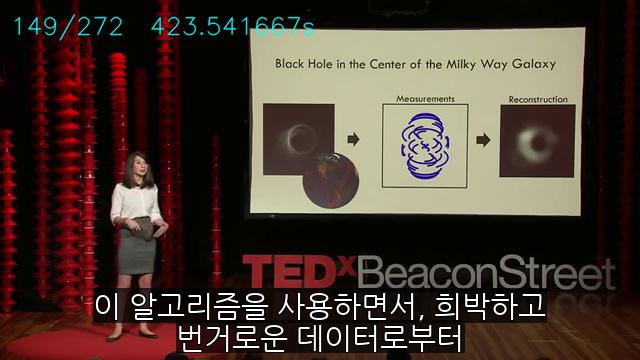 149/272 423.541667s
Black Hole in the Center of the Milky Way Galaxy
Measurements
Reconstruction
TEDxBeaconStreet
이 알고리즘을 사용하면서, 희박하고
번거로운 데이터로부터